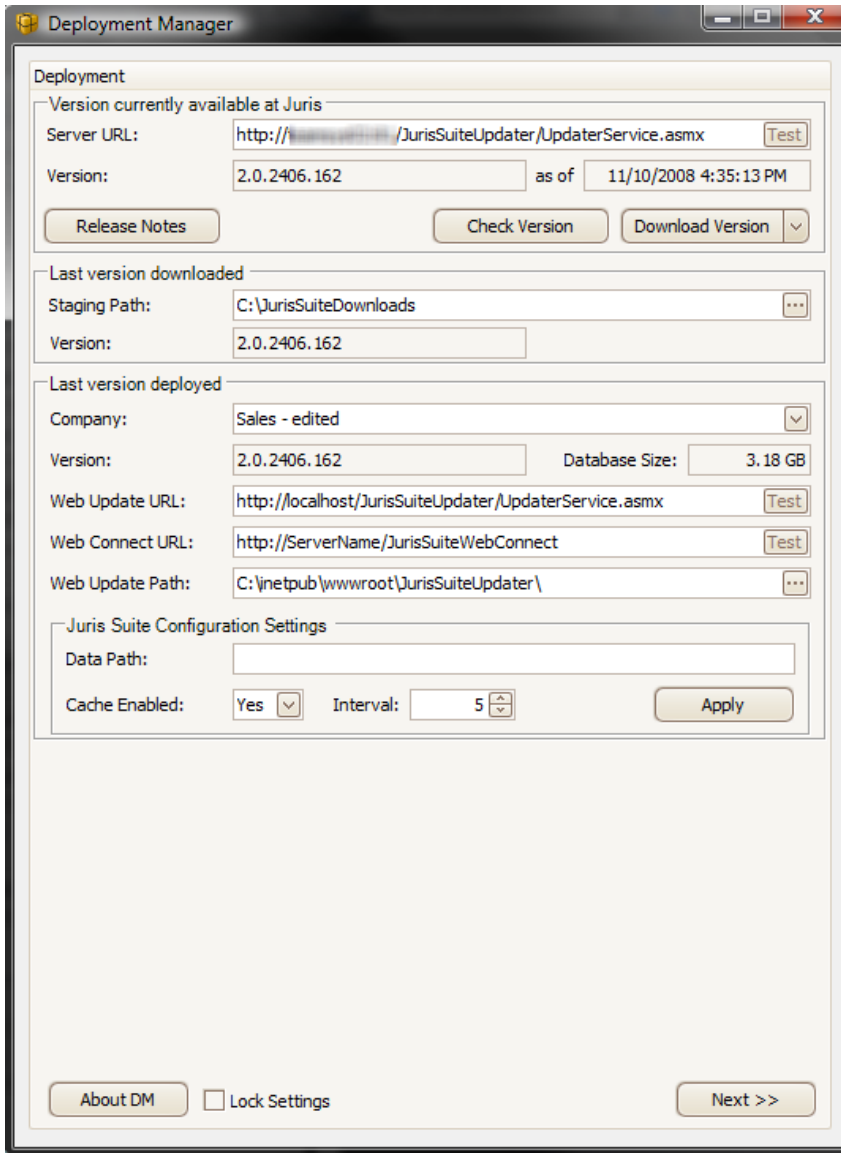 Deployment Manager
Deployment
Version currently available at Juris
Server URL: http:// /JurisSuiteUpdater/UpdaterService.asmx Test
Version: 2.0.2406.162 as of 11/10/2008 4:35:13 PM
Release Notes Check Version Download Version
Last version downloaded
Staging Path: C:\JurisSuiteDownloads ...
Version: 2.0.2406.162
Last version deployed
Company: Sales - edited
Version: 2.0.2406.162 Database Size: 3.18 GB
Web Update URL: http://localhost/JurisSuiteUpdater/UpdaterService.asmx Test
Web Connect URL: http://ServerName/JurisSuiteWebConnect Test
Web Update Path: C:\inetpub\wwwroot\JurisSuiteUpdater\ ...
Juris Suite Configuration Settings
Data Path:
Cache Enabled: Yes Interval: 5 Apply
About DM Lock Settings Next >>